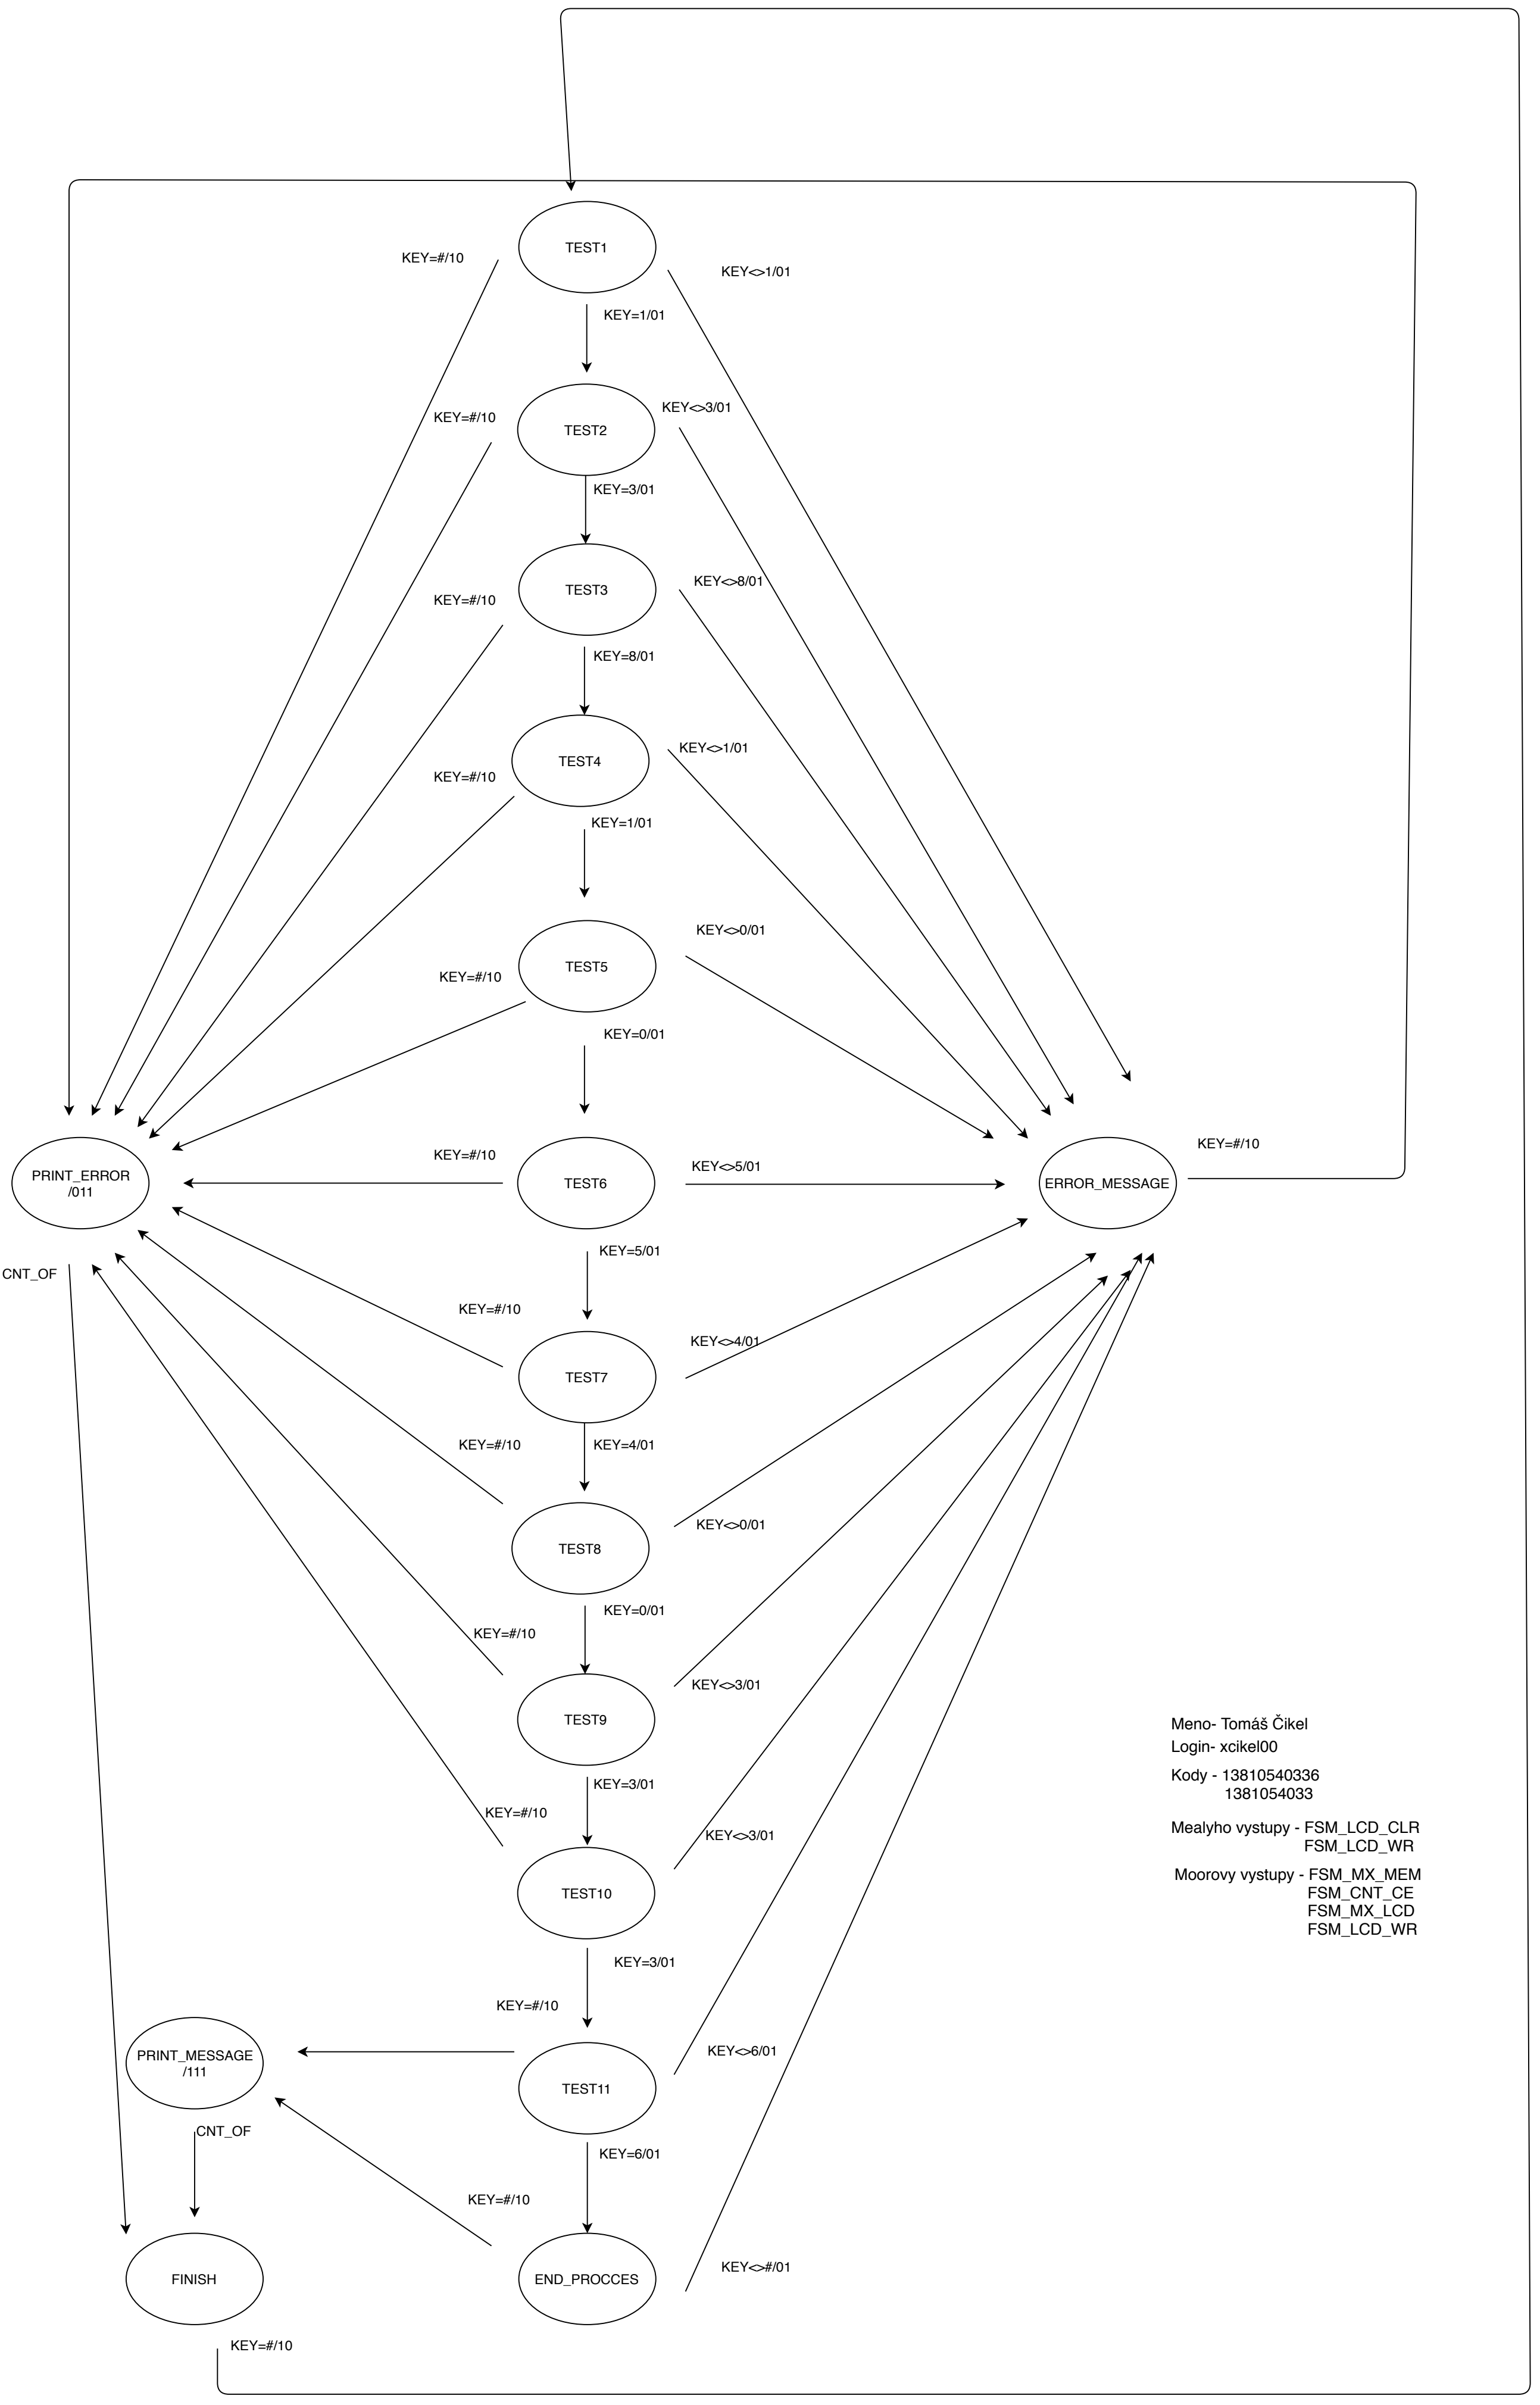 TEST1
KEY=#/10
KEY<>1/01
KEY=1/01
KEY<>3/01
KEY=#/10
TEST2
KEY=3/01
KEY<>8/01
TEST3
KEY=#/10
KEY=8/01
KEY<>1/01
TEST4
KEY=#/10
KEY=1/01
KEY<>0/01
TEST5
KEY=#/10
KEY=0/01
KEY=#/10
KEY=#/10
KEY<>5/01
PRINT_ERROR
/011
TEST6
ERROR_MESSAGE
KEY=5/01
CNT_OF
KEY=#/10
KEY<>4/01
TEST7
KEY=#/10
KEY=4/01
KEY<>0/01
TEST8
KEY=0/01
KEY=#/10
KEY<>3/01
TEST9
Meno- Tomáš Čikel
Login- xcikel00
Kody - 13810540336
1381054033
KEY=3/01
KEY=#/10
Mealyho vystupy - FSM_LCD_CLR
FSM_LCD_WR
KEY<>3/01
Moorovy vystupy - FSM_MX_MEM
FSM_CNT_CE
FSM_MX_LCD
FSM_LCD_WR
TEST10
KEY=3/01
KEY=#/10
KEY<>6/01
PRINT_MESSAGE
/111
TEST11
CNT_OF
KEY=6/01
KEY=#/10
KEY<>#/01
FINISH
END_PROCCES
KEY=#/10